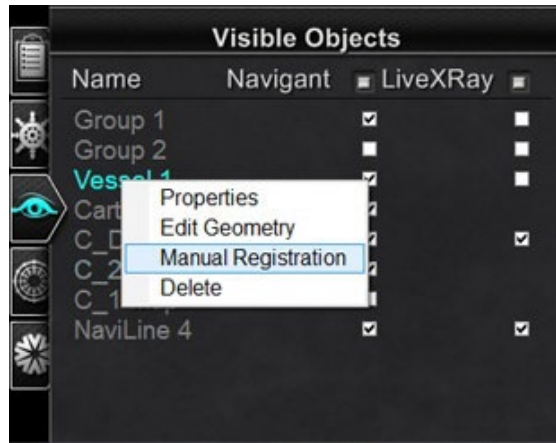 Visible Objects
Name Navigant LiveXRay
Group 1
Group 2
Vessel 1
Properties
Edit Geometry
Manual Registration
Delete
NaviLine 4